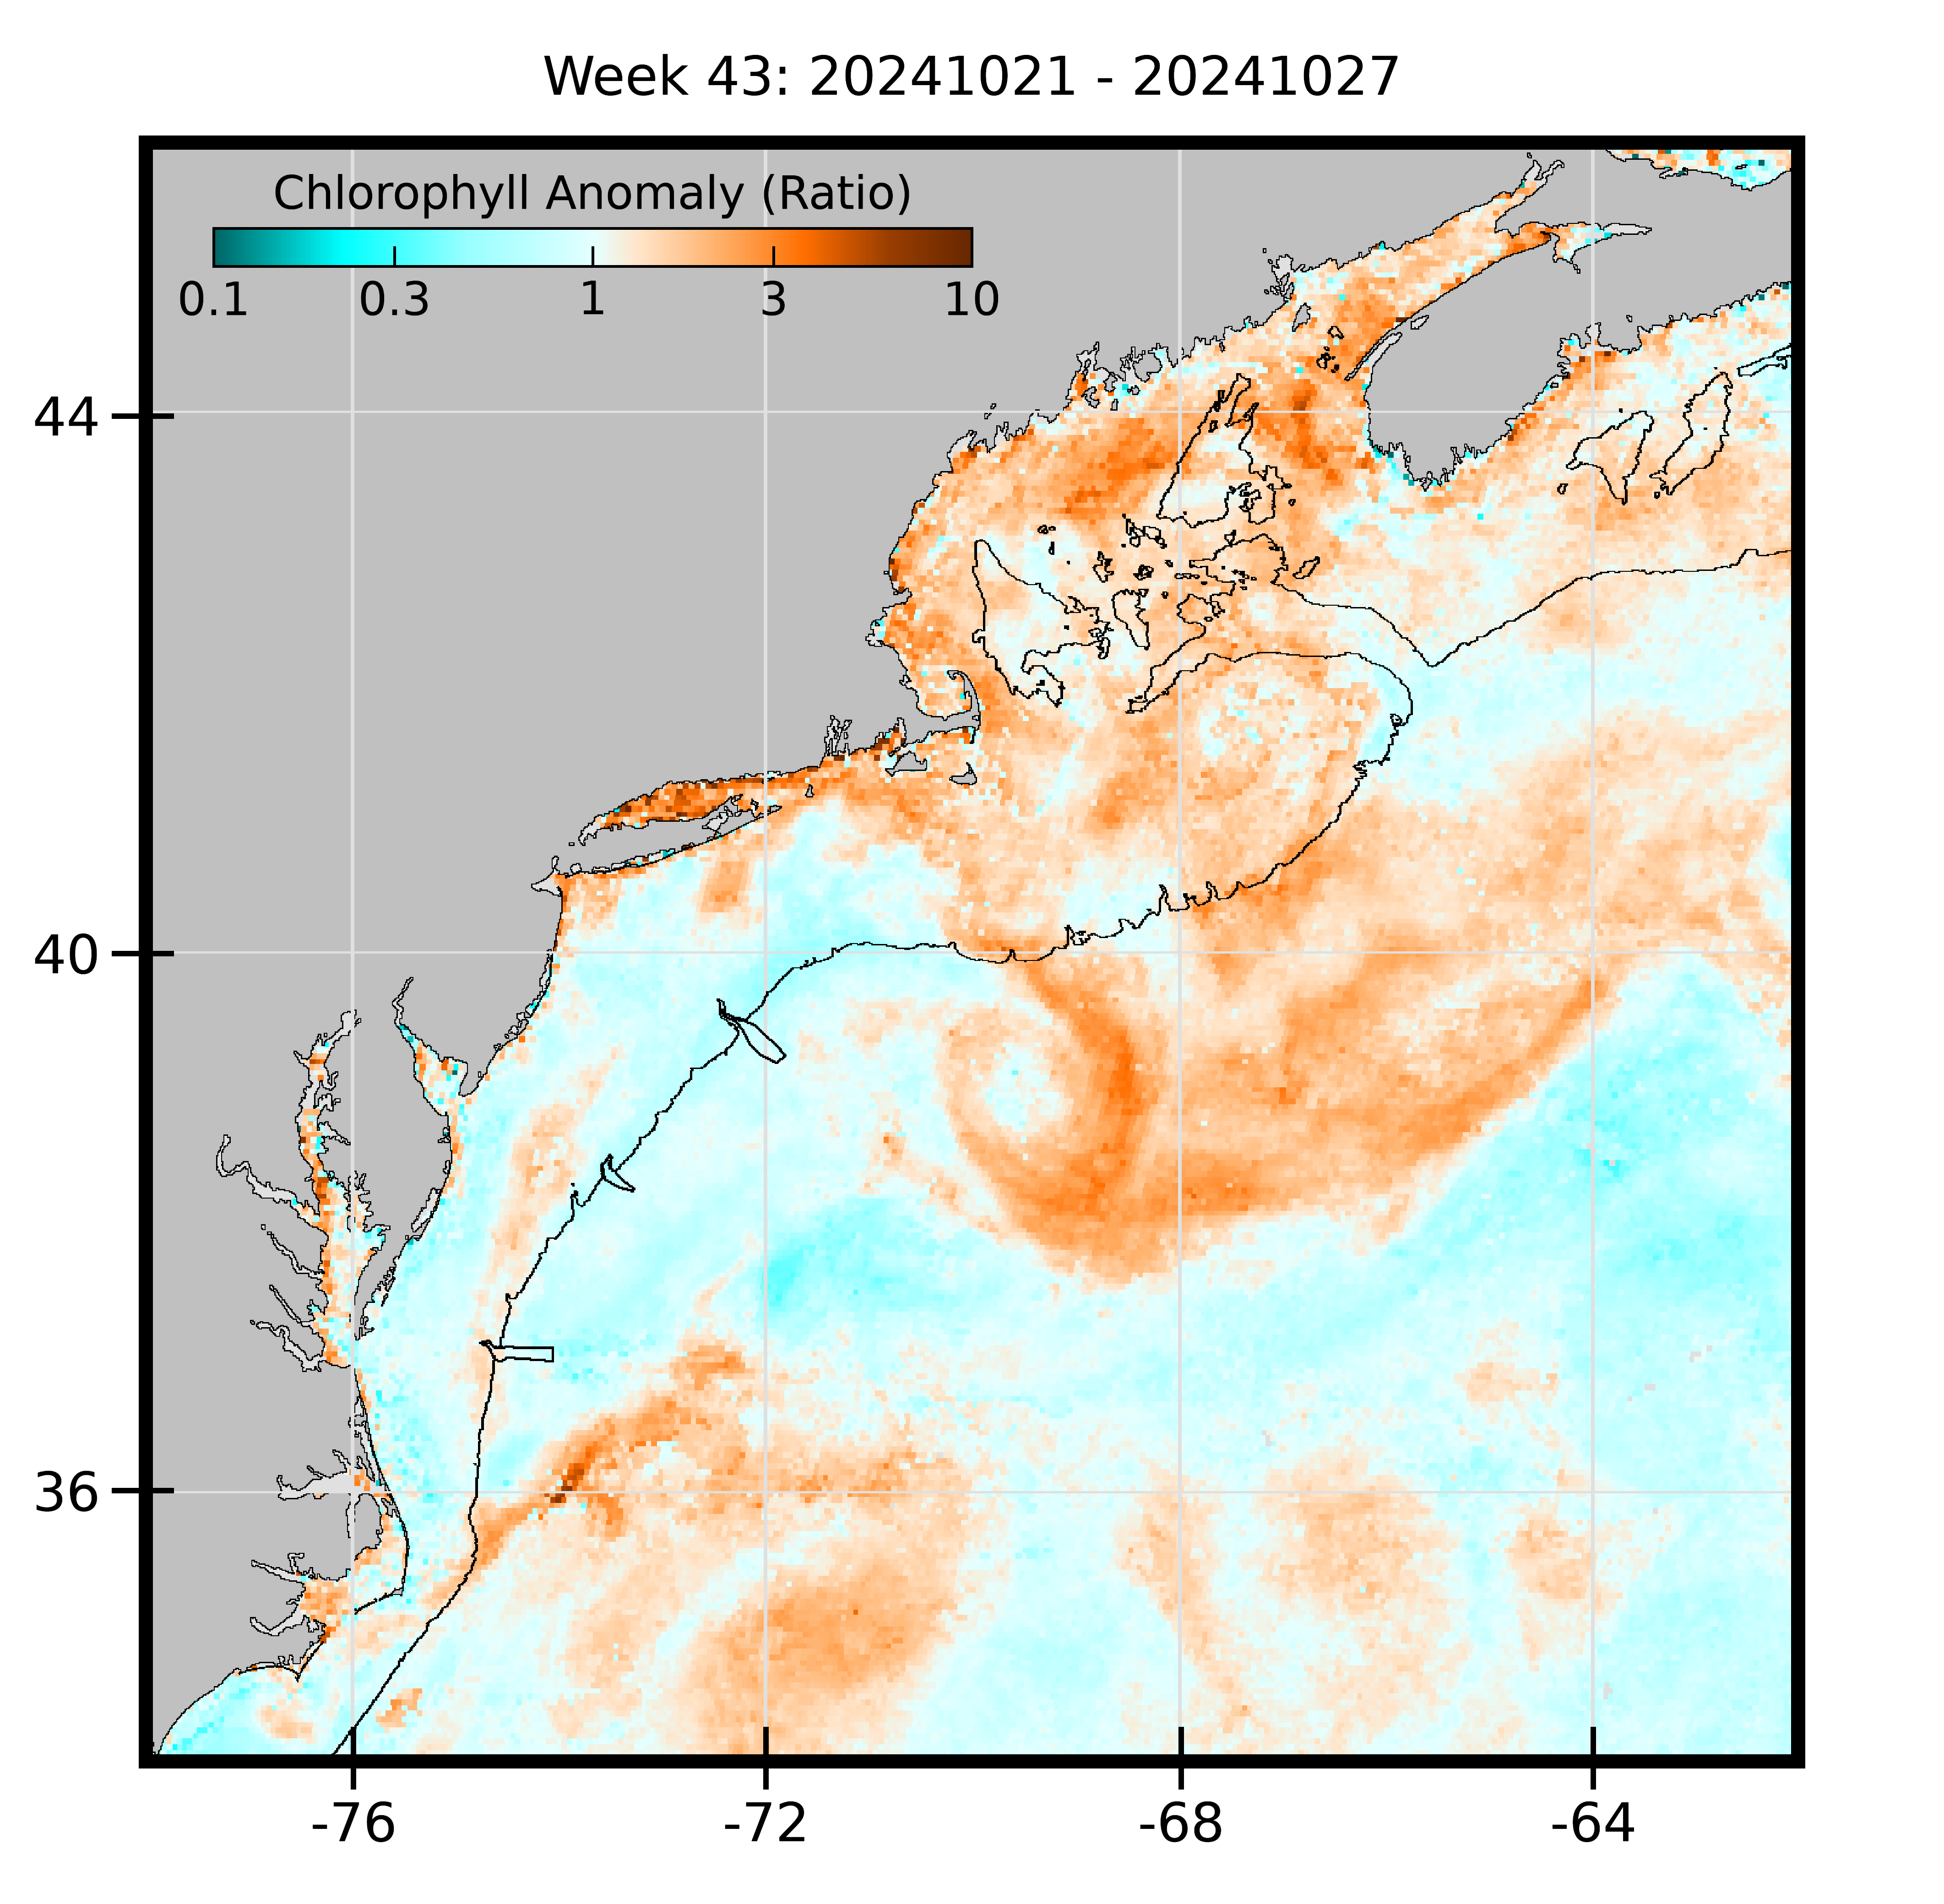 Week 43: 20241021 - 20241027
Chlorophyll Anomaly (Ratio)
0.1 0.3 1 3 10
44
40
36
-76 -72 -68 -64